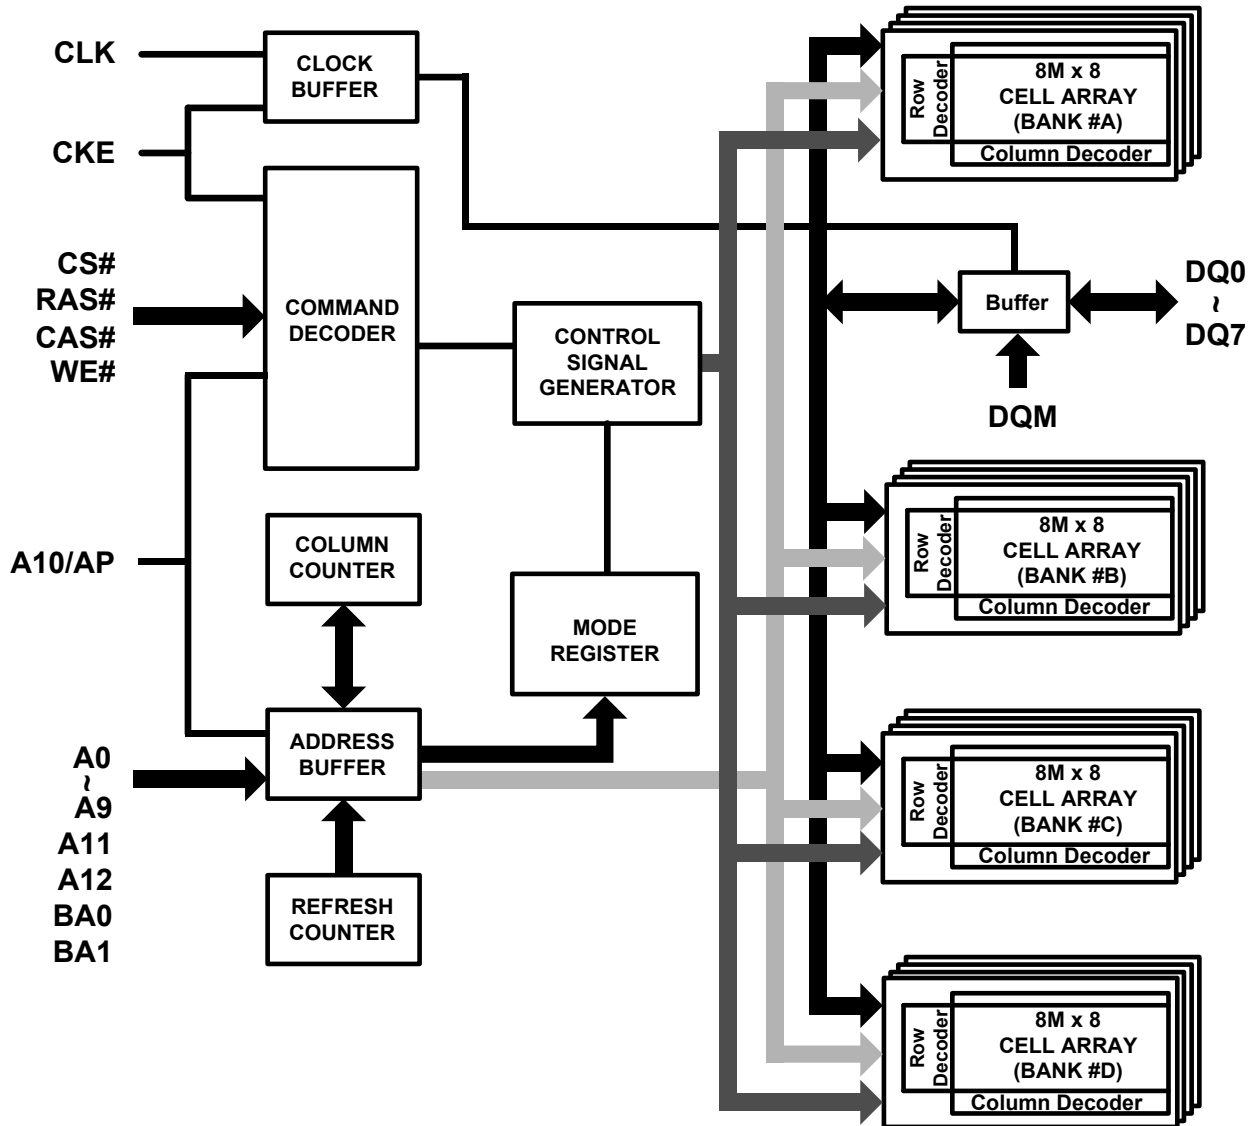 CLK
CKE
CS#
RAS#
CAS#
WE#
A10/AP
A0
~
A9
A11
A12
BA0
BA1
CLOCK
BUFFER
COMMAND
DECODER
COLUMN
COUNTER
ADDRESS
BUFFER
REFRESH
COUNTER
CONTROL
SIGNAL
GENERATOR
MODE
REGISTER
Row
Decoder
8M x 8
CELL ARRAY
(BANK #A)
Column Decoder
Buffer
DQ0
~
DQ7
DQM
Row
Decoder
8M x 8
CELL ARRAY
(BANK #B)
Column Decoder
Row
Decoder
8M x 8
CELL ARRAY
(BANK #C)
Column Decoder
Row
Decoder
8M x 8
CELL ARRAY
(BANK #D)
Column Decoder